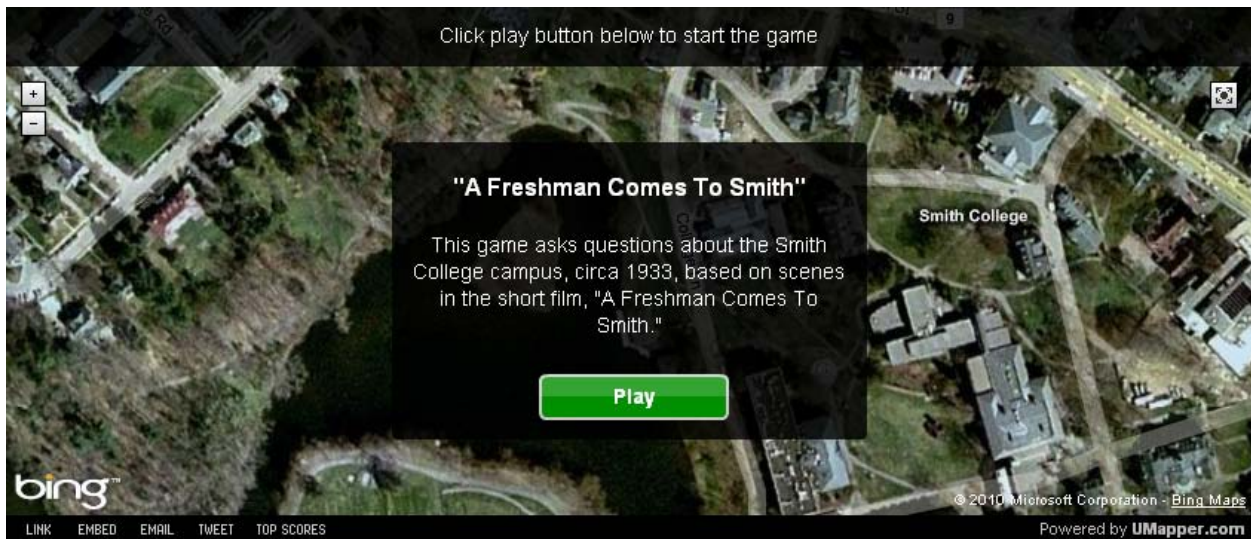 Click play button below to start the game
9
+
−
"A Freshman Comes To Smith"
Smith College
This game asks questions about the Smith
College campus, circa 1933, based on scenes
in the short film, "A Freshman Comes To
Smith."
Play
bing™
© 2010 Microsoft Corporation - Bing Maps
LINK EMBED EMAIL TWEET TOP SCORES
Powered by UMapper.com